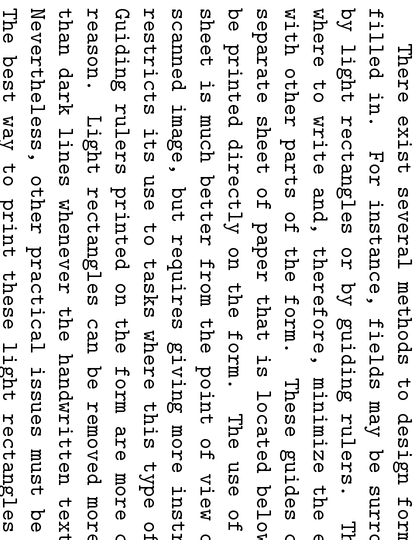 There exist several methods to design form
filled in. For instance, fields may be surro
by light rectangles or by guiding rulers. Th
where to write and, therefore, minimize the e
with other parts of the form. These guides c
separate sheet of paper that is located below
be printed directly on the form. The use of
sheet is much better from the point of view o
scanned image, but requires giving more instr
restricts its use to tasks where this type of
Guiding rulers printed on the form are more c
reason. Light rectangles can be removed more
than dark lines whenever the handwritten text
Nevertheless, other practical issues must be
The best way to print these light rectangles